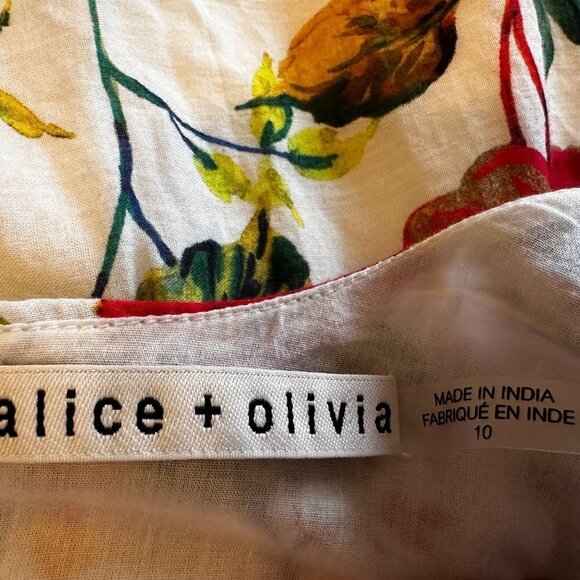 alice + olivia
MADE IN INDIA
FABRIQUÉ EN INDE
10